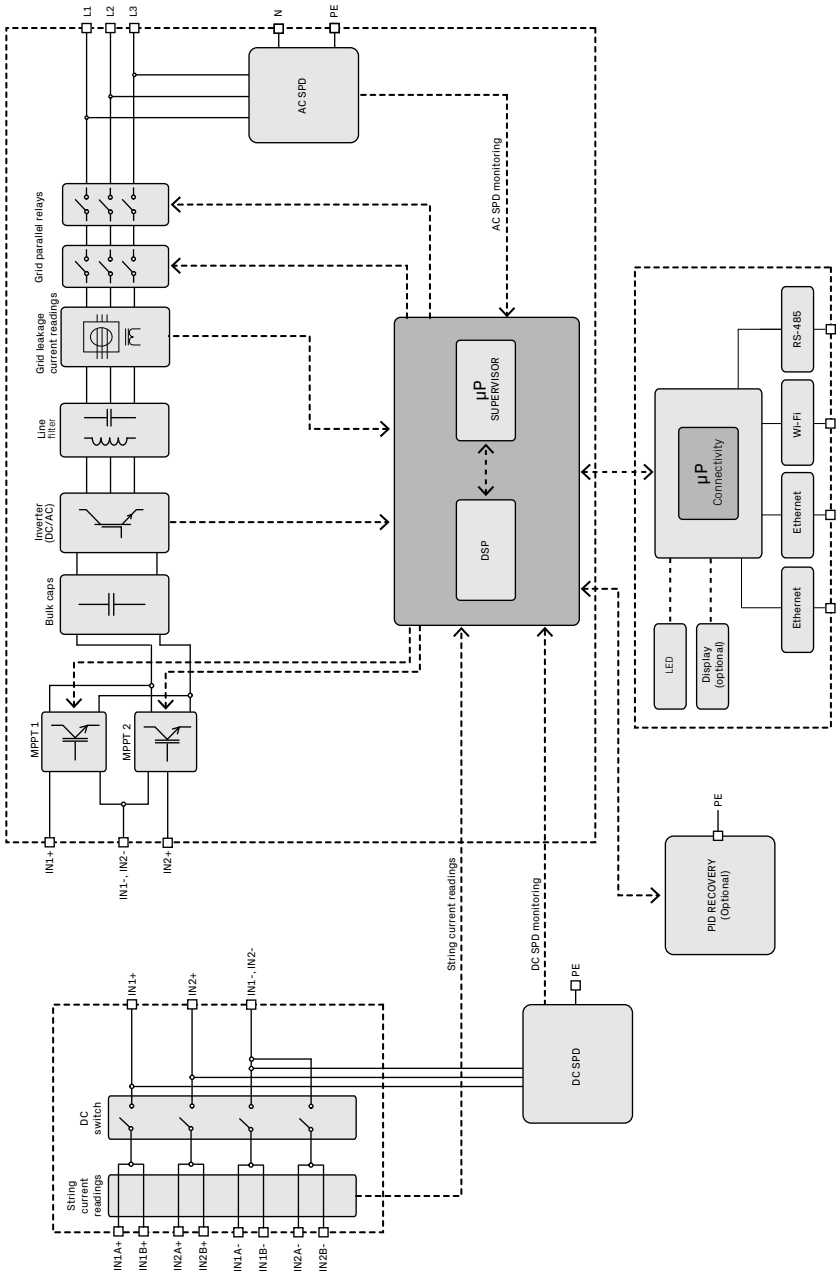 String
current
readings
DC
switch
IN1A+
IN1B+
IN2A+
IN2B+
IN1A-
IN1B-
IN2A-
IN2B-
IN1+
IN2+
IN1-, IN2-
DC SPD
PE
String current readings
DC SPD monitoring
IN1+
IN1-, IN2-
IN2+
MPPT 1
MPPT 2
Bulk caps
Inverter
(DC/AC)
Line
filter
Grid leakage
current readings
Grid parallel relays
L1
L2
L3
N
PE
AC SPD
AC SPD monitoring
DSP
µP
SUPERVISOR
PID RECOVERY
(Optional)
PE
LED
Display
(optional)
µP
Connectivity
Ethernet
Ethernet
Wi-Fi
RS-485